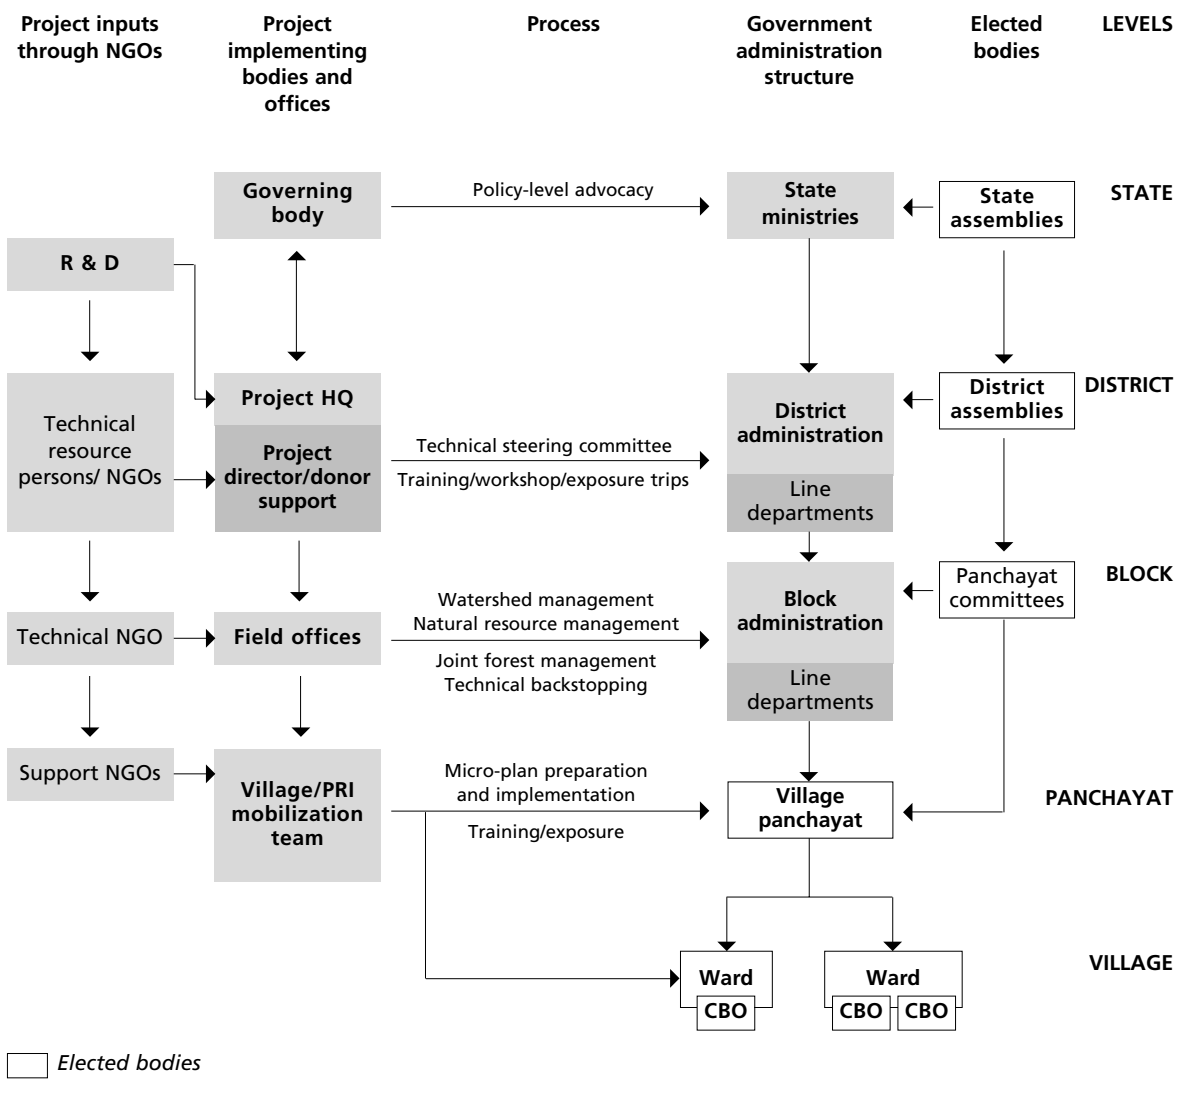 Project inputs
through NGOs
Project
implementing
bodies and
offices
Process
Government
administration
structure
Elected
bodies
LEVELS
Governing
body
Policy-level advocacy
State
ministries
State
assemblies
STATE
R & D
Technical
resource
persons/ NGOs
Project HQ
Project
director/donor
support
Technical steering committee
Training/workshop/exposure trips
District
administration
Line
departments
District
assemblies
DISTRICT
Technical NGO
Field offices
Watershed management
Natural resource management
Joint forest management
Technical backstopping
Block
administration
Line
departments
Panchayat
committees
BLOCK
Support NGOs
Village/PRI
mobilization
team
Micro-plan preparation
and implementation
Training/exposure
Village
panchayat
PANCHAYAT
Ward
CBO
Ward
CBO
CBO
VILLAGE
Elected bodies